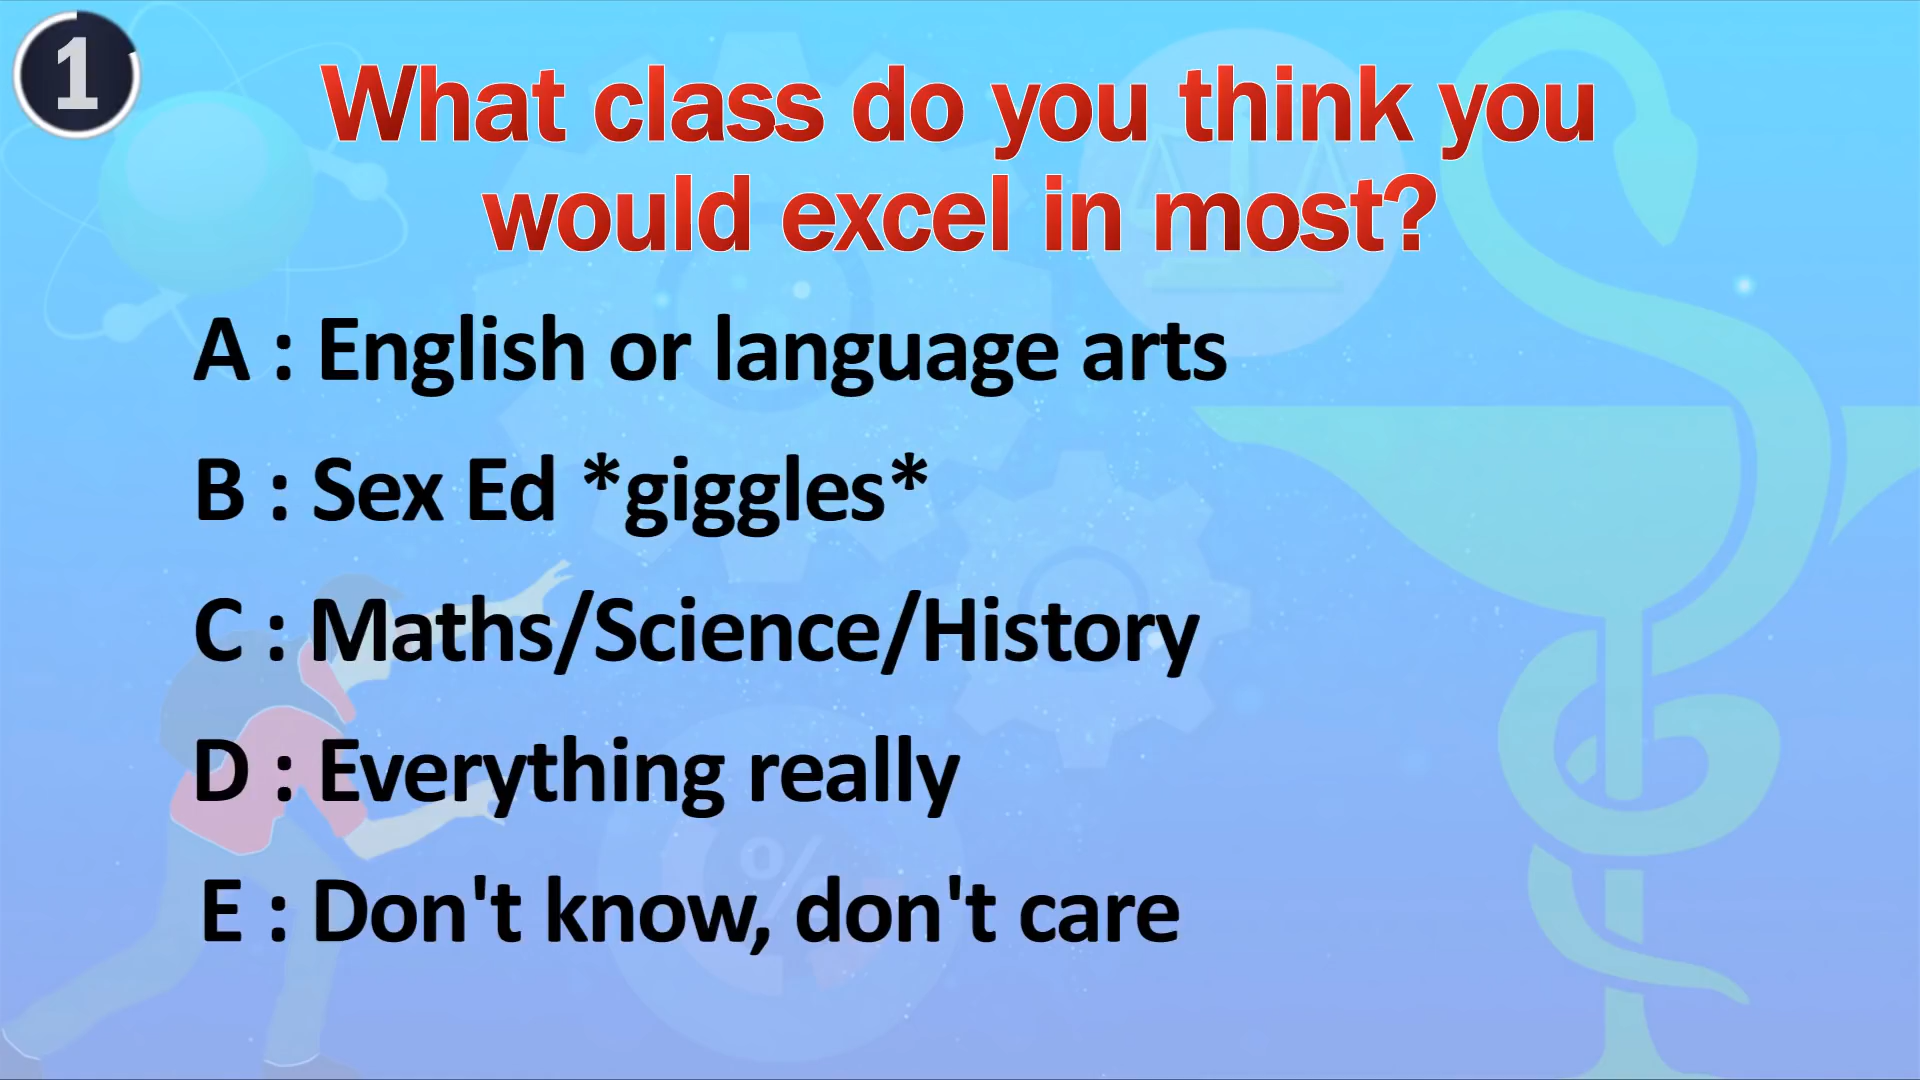 1
What class do you think you
would excel in most?
A : English or language arts
B : Sex Ed *giggles*
C : Maths/Science/History
D : Everything really
E : Don't know, don't care
%